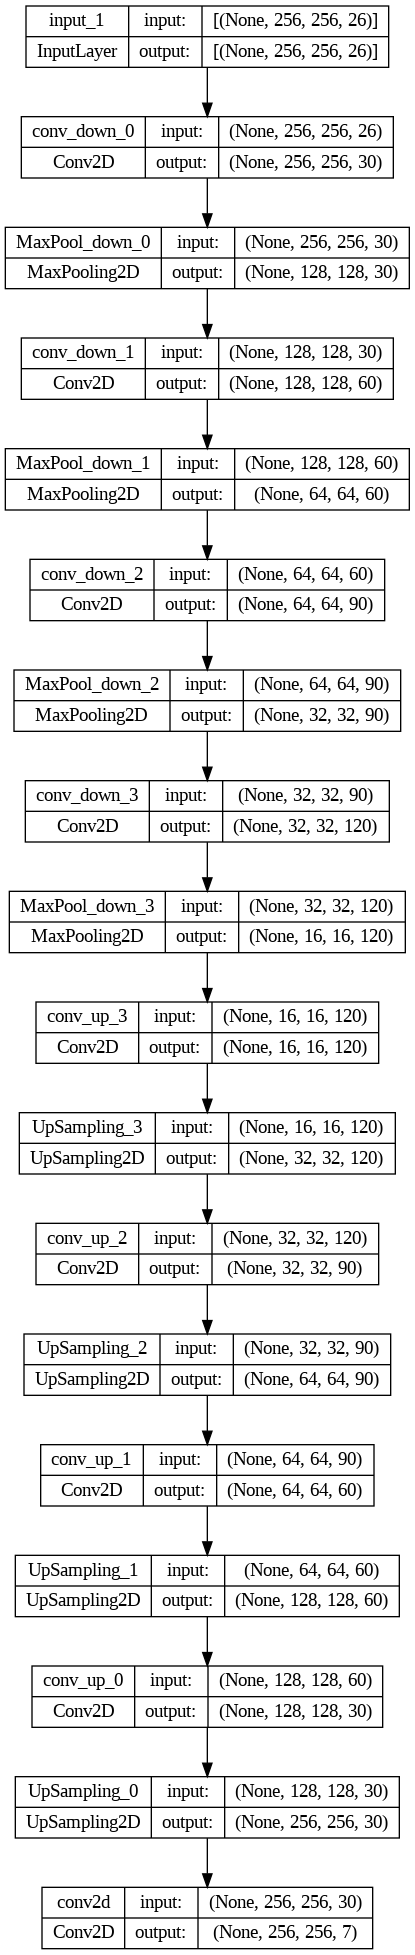 input_1 input: [(None, 256, 256, 26)]
InputLayer output: [(None, 256, 256, 26)]
conv_down_0 input: (None, 256, 256, 26)
Conv2D output: (None, 256, 256, 30)
MaxPool_down_0 input: (None, 256, 256, 30)
MaxPooling2D output: (None, 128, 128, 30)
conv_down_1 input: (None, 128, 128, 30)
Conv2D output: (None, 128, 128, 60)
MaxPool_down_1 input: (None, 128, 128, 60)
MaxPooling2D output: (None, 64, 64, 60)
conv_down_2 input: (None, 64, 64, 60)
Conv2D output: (None, 64, 64, 90)
MaxPool_down_2 input: (None, 64, 64, 90)
MaxPooling2D output: (None, 32, 32, 90)
conv_down_3 input: (None, 32, 32, 90)
Conv2D output: (None, 32, 32, 120)
MaxPool_down_3 input: (None, 32, 32, 120)
MaxPooling2D output: (None, 16, 16, 120)
conv_up_3 input: (None, 16, 16, 120)
Conv2D output: (None, 16, 16, 120)
UpSampling_3 input: (None, 16, 16, 120)
UpSampling2D output: (None, 32, 32, 120)
conv_up_2 input: (None, 32, 32, 120)
Conv2D output: (None, 32, 32, 90)
UpSampling_2 input: (None, 32, 32, 90)
UpSampling2D output: (None, 64, 64, 90)
conv_up_1 input: (None, 64, 64, 90)
Conv2D output: (None, 64, 64, 60)
UpSampling_1 input: (None, 64, 64, 60)
UpSampling2D output: (None, 128, 128, 60)
conv_up_0 input: (None, 128, 128, 60)
Conv2D output: (None, 128, 128, 30)
UpSampling_0 input: (None, 128, 128, 30)
UpSampling2D output: (None, 256, 256, 30)
conv2d input: (None, 256, 256, 30)
Conv2D output: (None, 256, 256, 7)